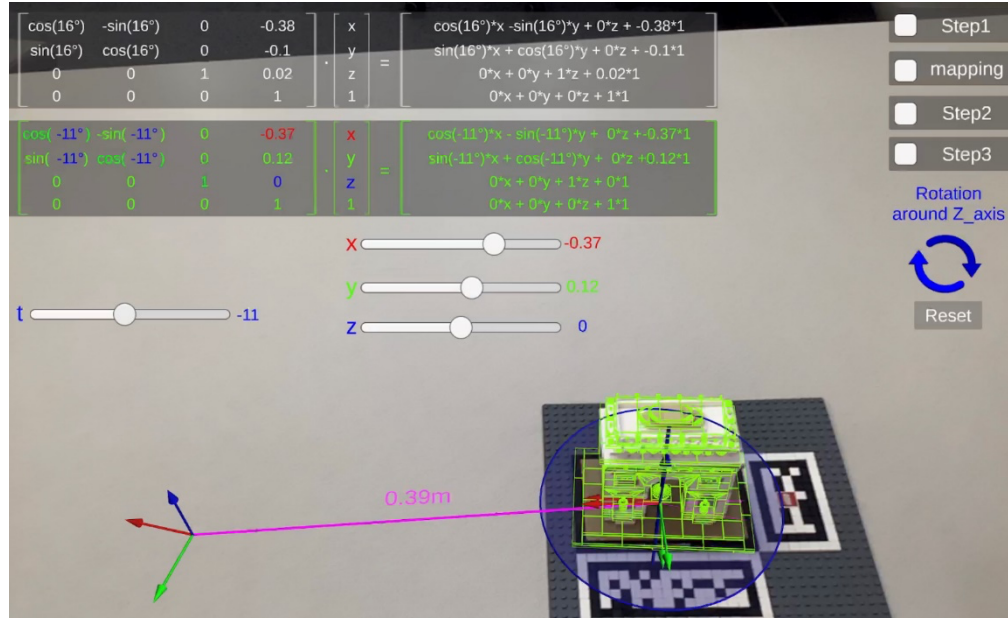 cos(16°) -sin(16°) 0 -0.38 x cos(16°)*x -sin(16°)*y + 0*z + -0.38*1
sin(16°) cos(16°) 0 -0.1 y sin(16°)*x + cos(16°)*y + 0*z + -0.1*1
0 0 1 0.02 · z = 0*x + 0*y + 1*z + 0.02*1
0 0 0 1 1 0*x + 0*y + 0*z + 1*1
cos( -11° ) -sin( -11° ) 0 -0.37 x cos(-11°)*x - sin(-11°)*y + 0*z +-0.37*1
sin( -11° ) cos( -11° ) 0 0.12 y sin(-11°)*x + cos(-11°)*y + 0*z +0.12*1
0 0 1 0 · z = 0*x + 0*y + 1*z + 0*1
0 0 0 1 1 0*x + 0*y + 0*z + 1*1
x -0.37
y 0.12
t -11
z 0
Step1
mapping
Step2
Step3
Rotation
around Z_axis
Reset
0.39m